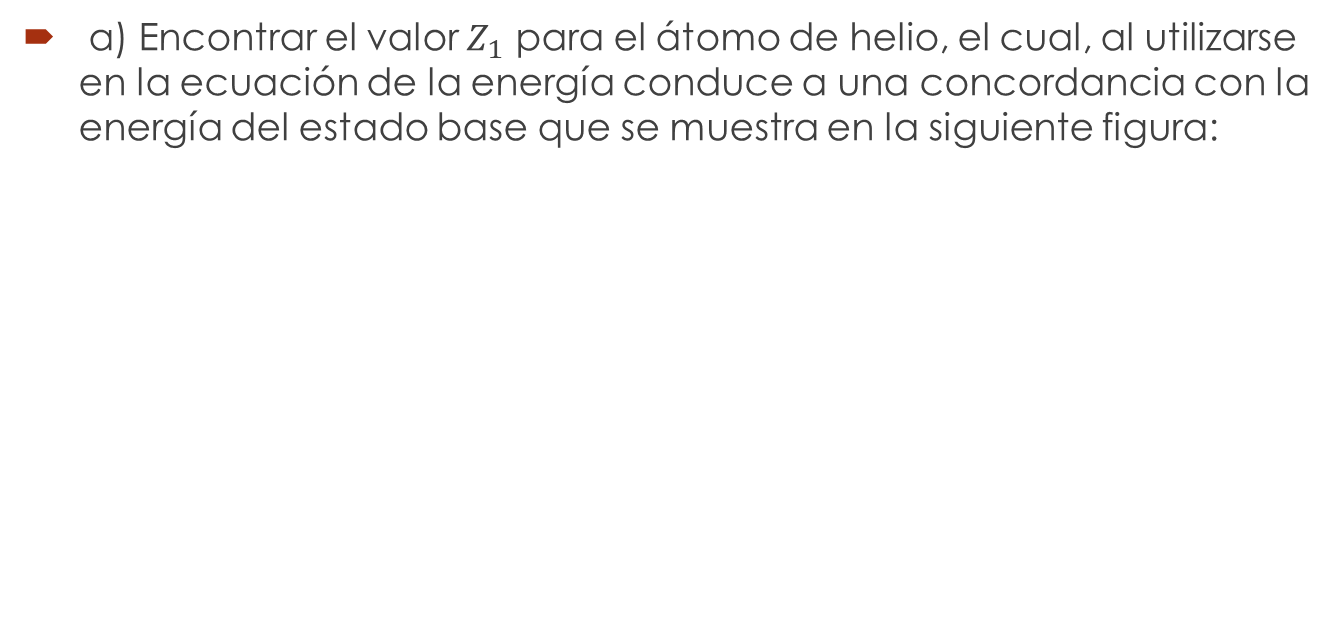 a) Encontrar el valor Z₁ para el átomo de helio, el cual, al utilizarse
en la ecuación de la energía conduce a una concordancia con la
energía del estado base que se muestra en la siguiente figura: